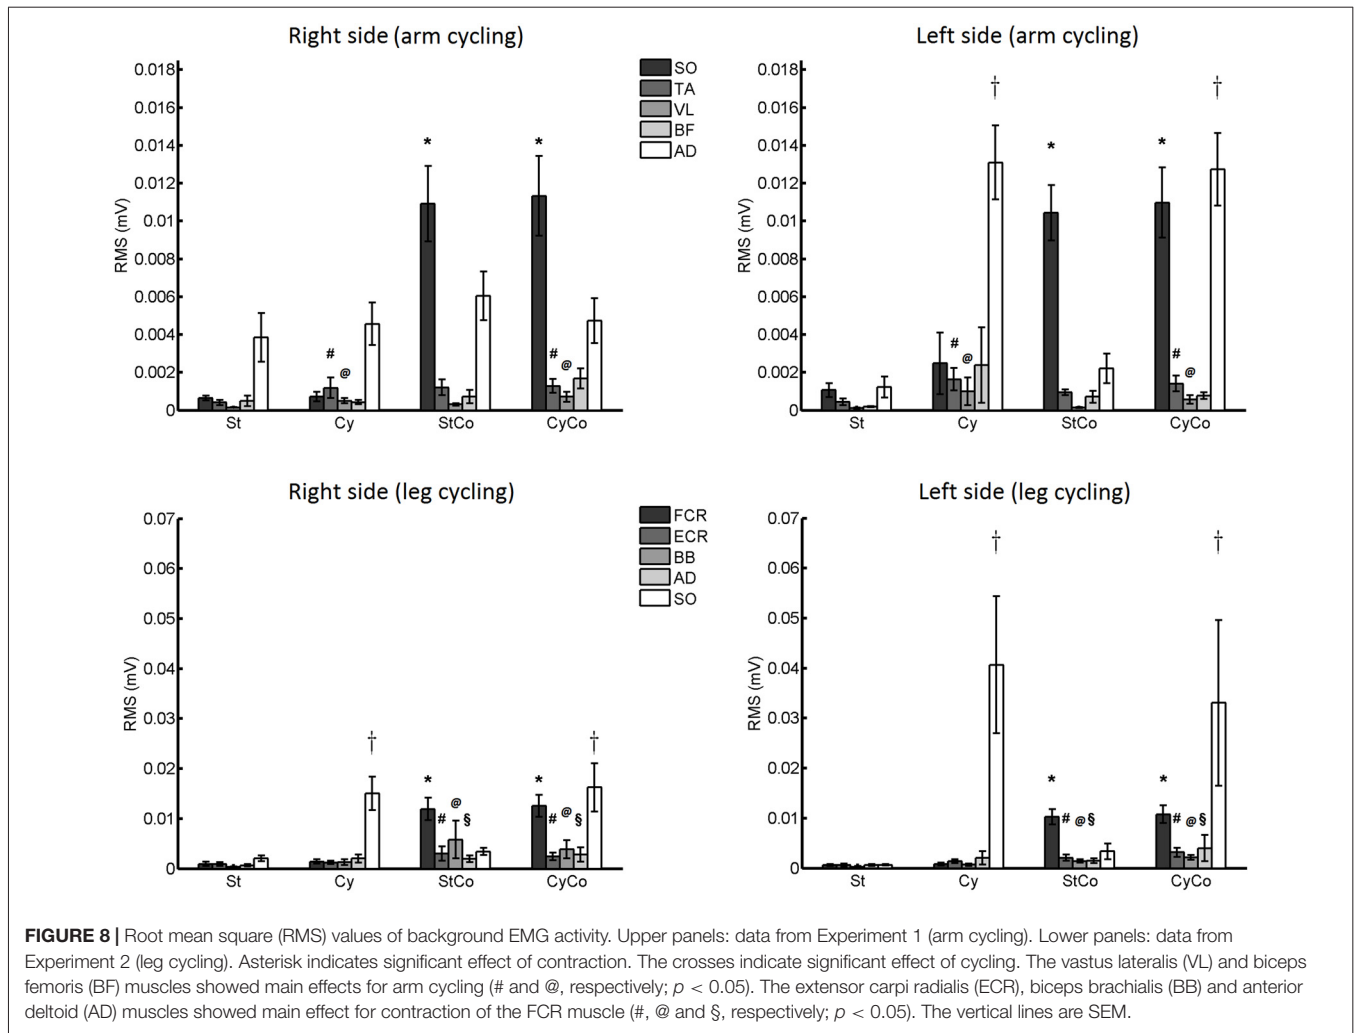 Right side (arm cycling)
RMS (mV)
0.018
0.016
0.014
0.012
0.01
0.008
0.006
0.004
0.002
0
* *
# @ # @
St Cy StCo CyCo
SO
TA
VL
BF
AD
Left side (arm cycling)
RMS (mV)
0.018
0.016
0.014
0.012
0.01
0.008
0.006
0.004
0.002
0
† †
* *
# @ # @
St Cy StCo CyCo
Right side (leg cycling)
RMS (mV)
0.07
0.06
0.05
0.04
0.03
0.02
0.01
0
† †
* *
# @ § # @ §
St Cy StCo CyCo
FCR
ECR
BB
AD
SO
Left side (leg cycling)
RMS (mV)
0.07
0.06
0.05
0.04
0.03
0.02
0.01
0
† †
* *
# @ § # @ §
St Cy StCo CyCo
FIGURE 8 | Root mean square (RMS) values of background EMG activity. Upper panels: data from Experiment 1 (arm cycling). Lower panels: data from
Experiment 2 (leg cycling). Asterisk indicates significant effect of contraction. The crosses indicate significant effect of cycling. The vastus lateralis (VL) and biceps
femoris (BF) muscles showed main effects for arm cycling (# and @, respectively; p < 0.05). The extensor carpi radialis (ECR), biceps brachialis (BB) and anterior
deltoid (AD) muscles showed main effect for contraction of the FCR muscle (#, @ and §, respectively; p < 0.05). The vertical lines are SEM.